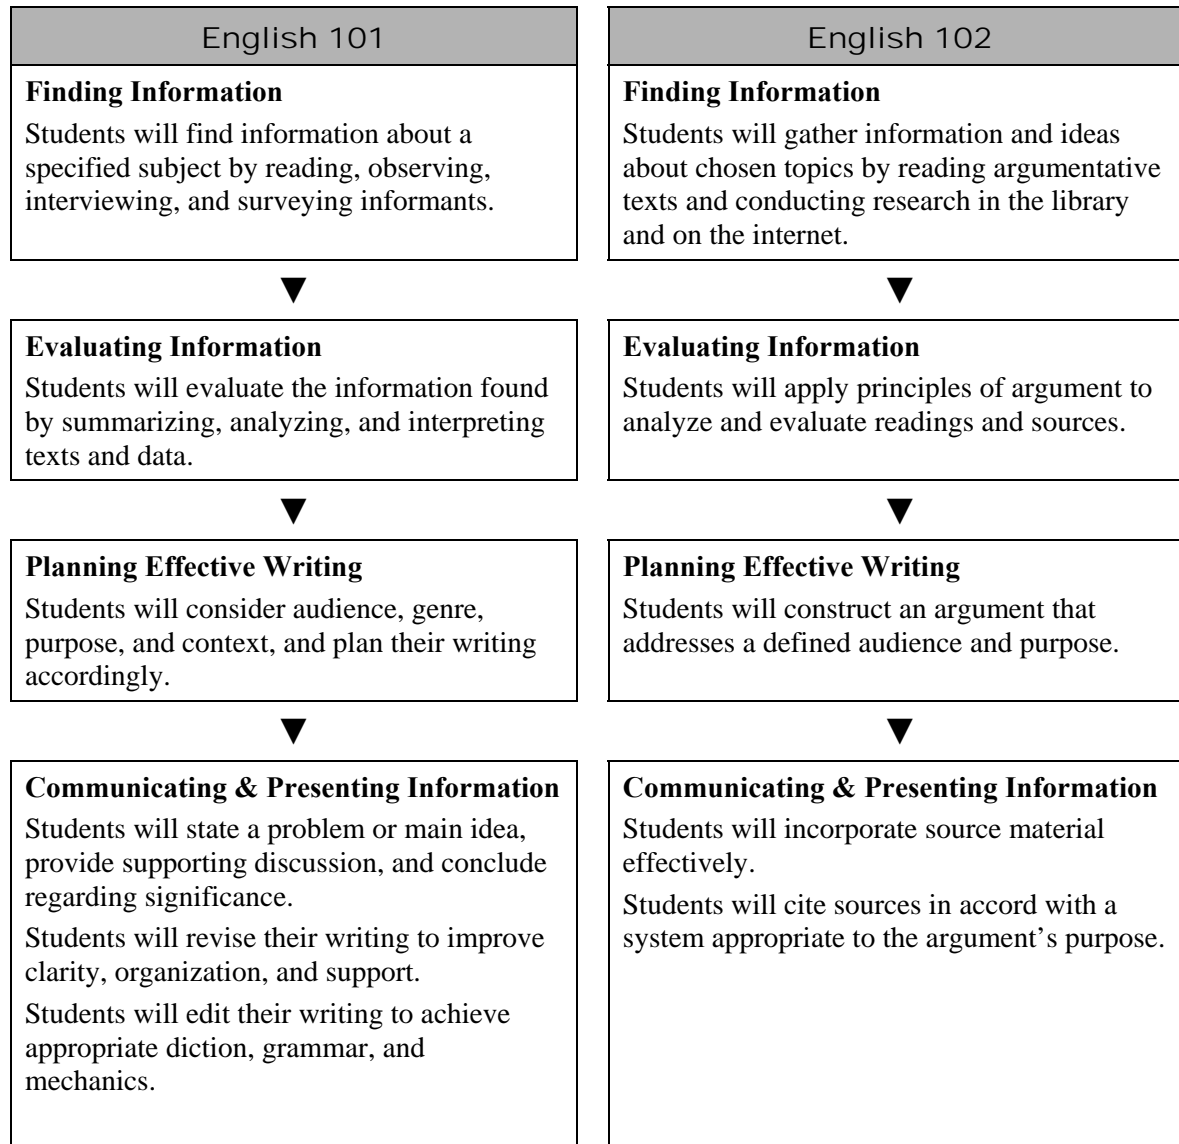 English 101
Finding Information
Students will find information about a
specified subject by reading, observing,
interviewing, and surveying informants.
▼
Evaluating Information
Students will evaluate the information found
by summarizing, analyzing, and interpreting
texts and data.
▼
Planning Effective Writing
Students will consider audience, genre,
purpose, and context, and plan their writing
accordingly.
▼
Communicating & Presenting Information
Students will state a problem or main idea,
provide supporting discussion, and conclude
regarding significance.
Students will revise their writing to improve
clarity, organization, and support.
Students will edit their writing to achieve
appropriate diction, grammar, and
mechanics.
English 102
Finding Information
Students will gather information and ideas
about chosen topics by reading argumentative
texts and conducting research in the library
and on the internet.
▼
Evaluating Information
Students will apply principles of argument to
analyze and evaluate readings and sources.
▼
Planning Effective Writing
Students will construct an argument that
addresses a defined audience and purpose.
▼
Communicating & Presenting Information
Students will incorporate source material
effectively.
Students will cite sources in accord with a
system appropriate to the argument’s purpose.